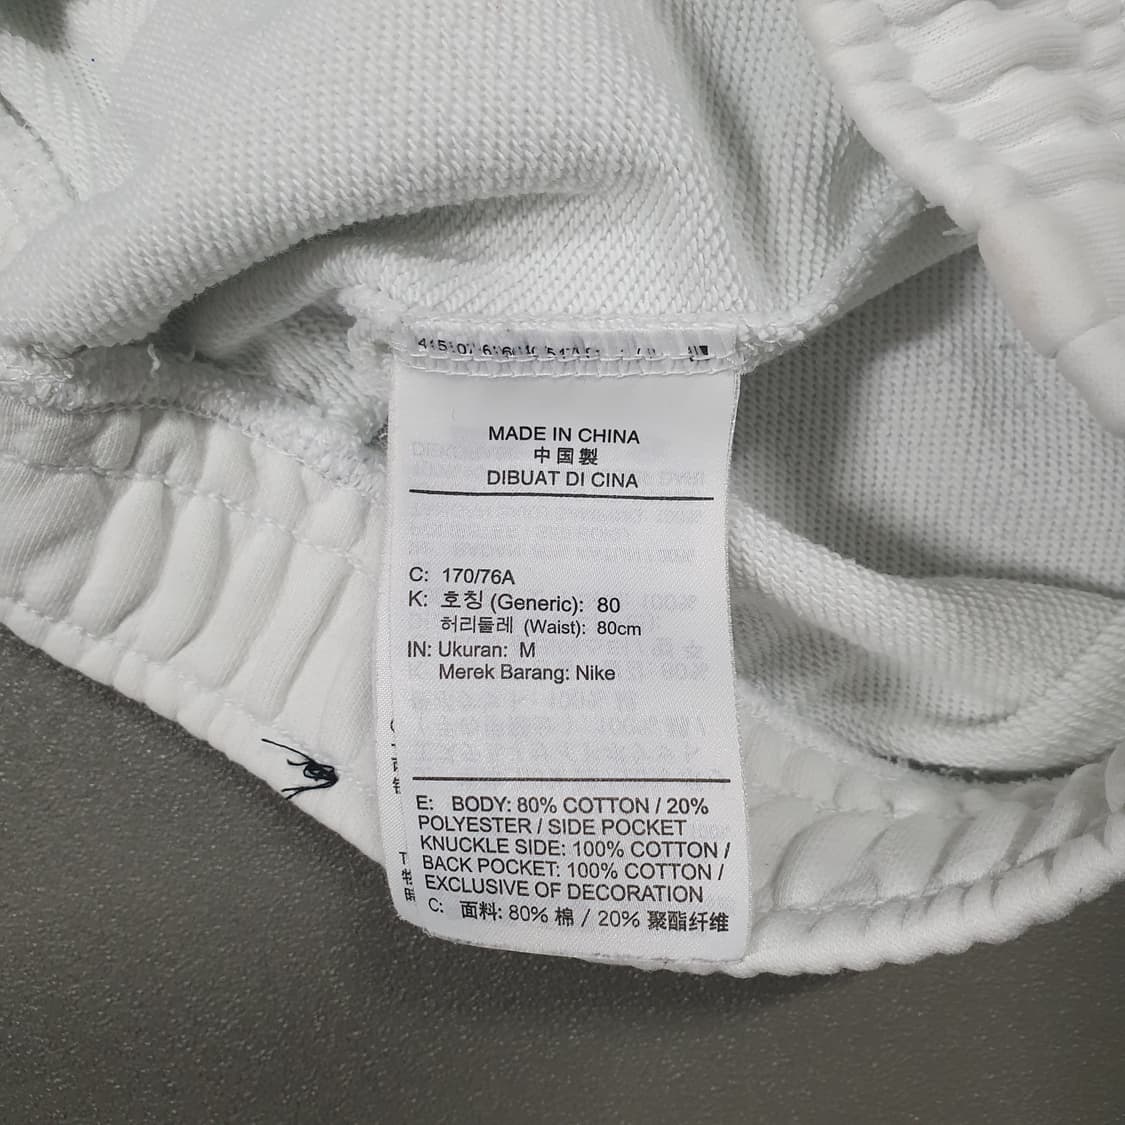 MADE IN CHINA
中国製
DIBUAT DI CINA
C: 170/76A
K: 호칭 (Generic): 80
허리둘레 (Waist): 80cm
IN: Ukuran: M
Merek Barang: Nike
E: BODY: 80% COTTON / 20%
POLYESTER / SIDE POCKET
KNUCKLE SIDE: 100% COTTON /
BACK POCKET: 100% COTTON /
EXCLUSIVE OF DECORATION
C: 面料: 80% 棉 / 20% 聚酯纤维